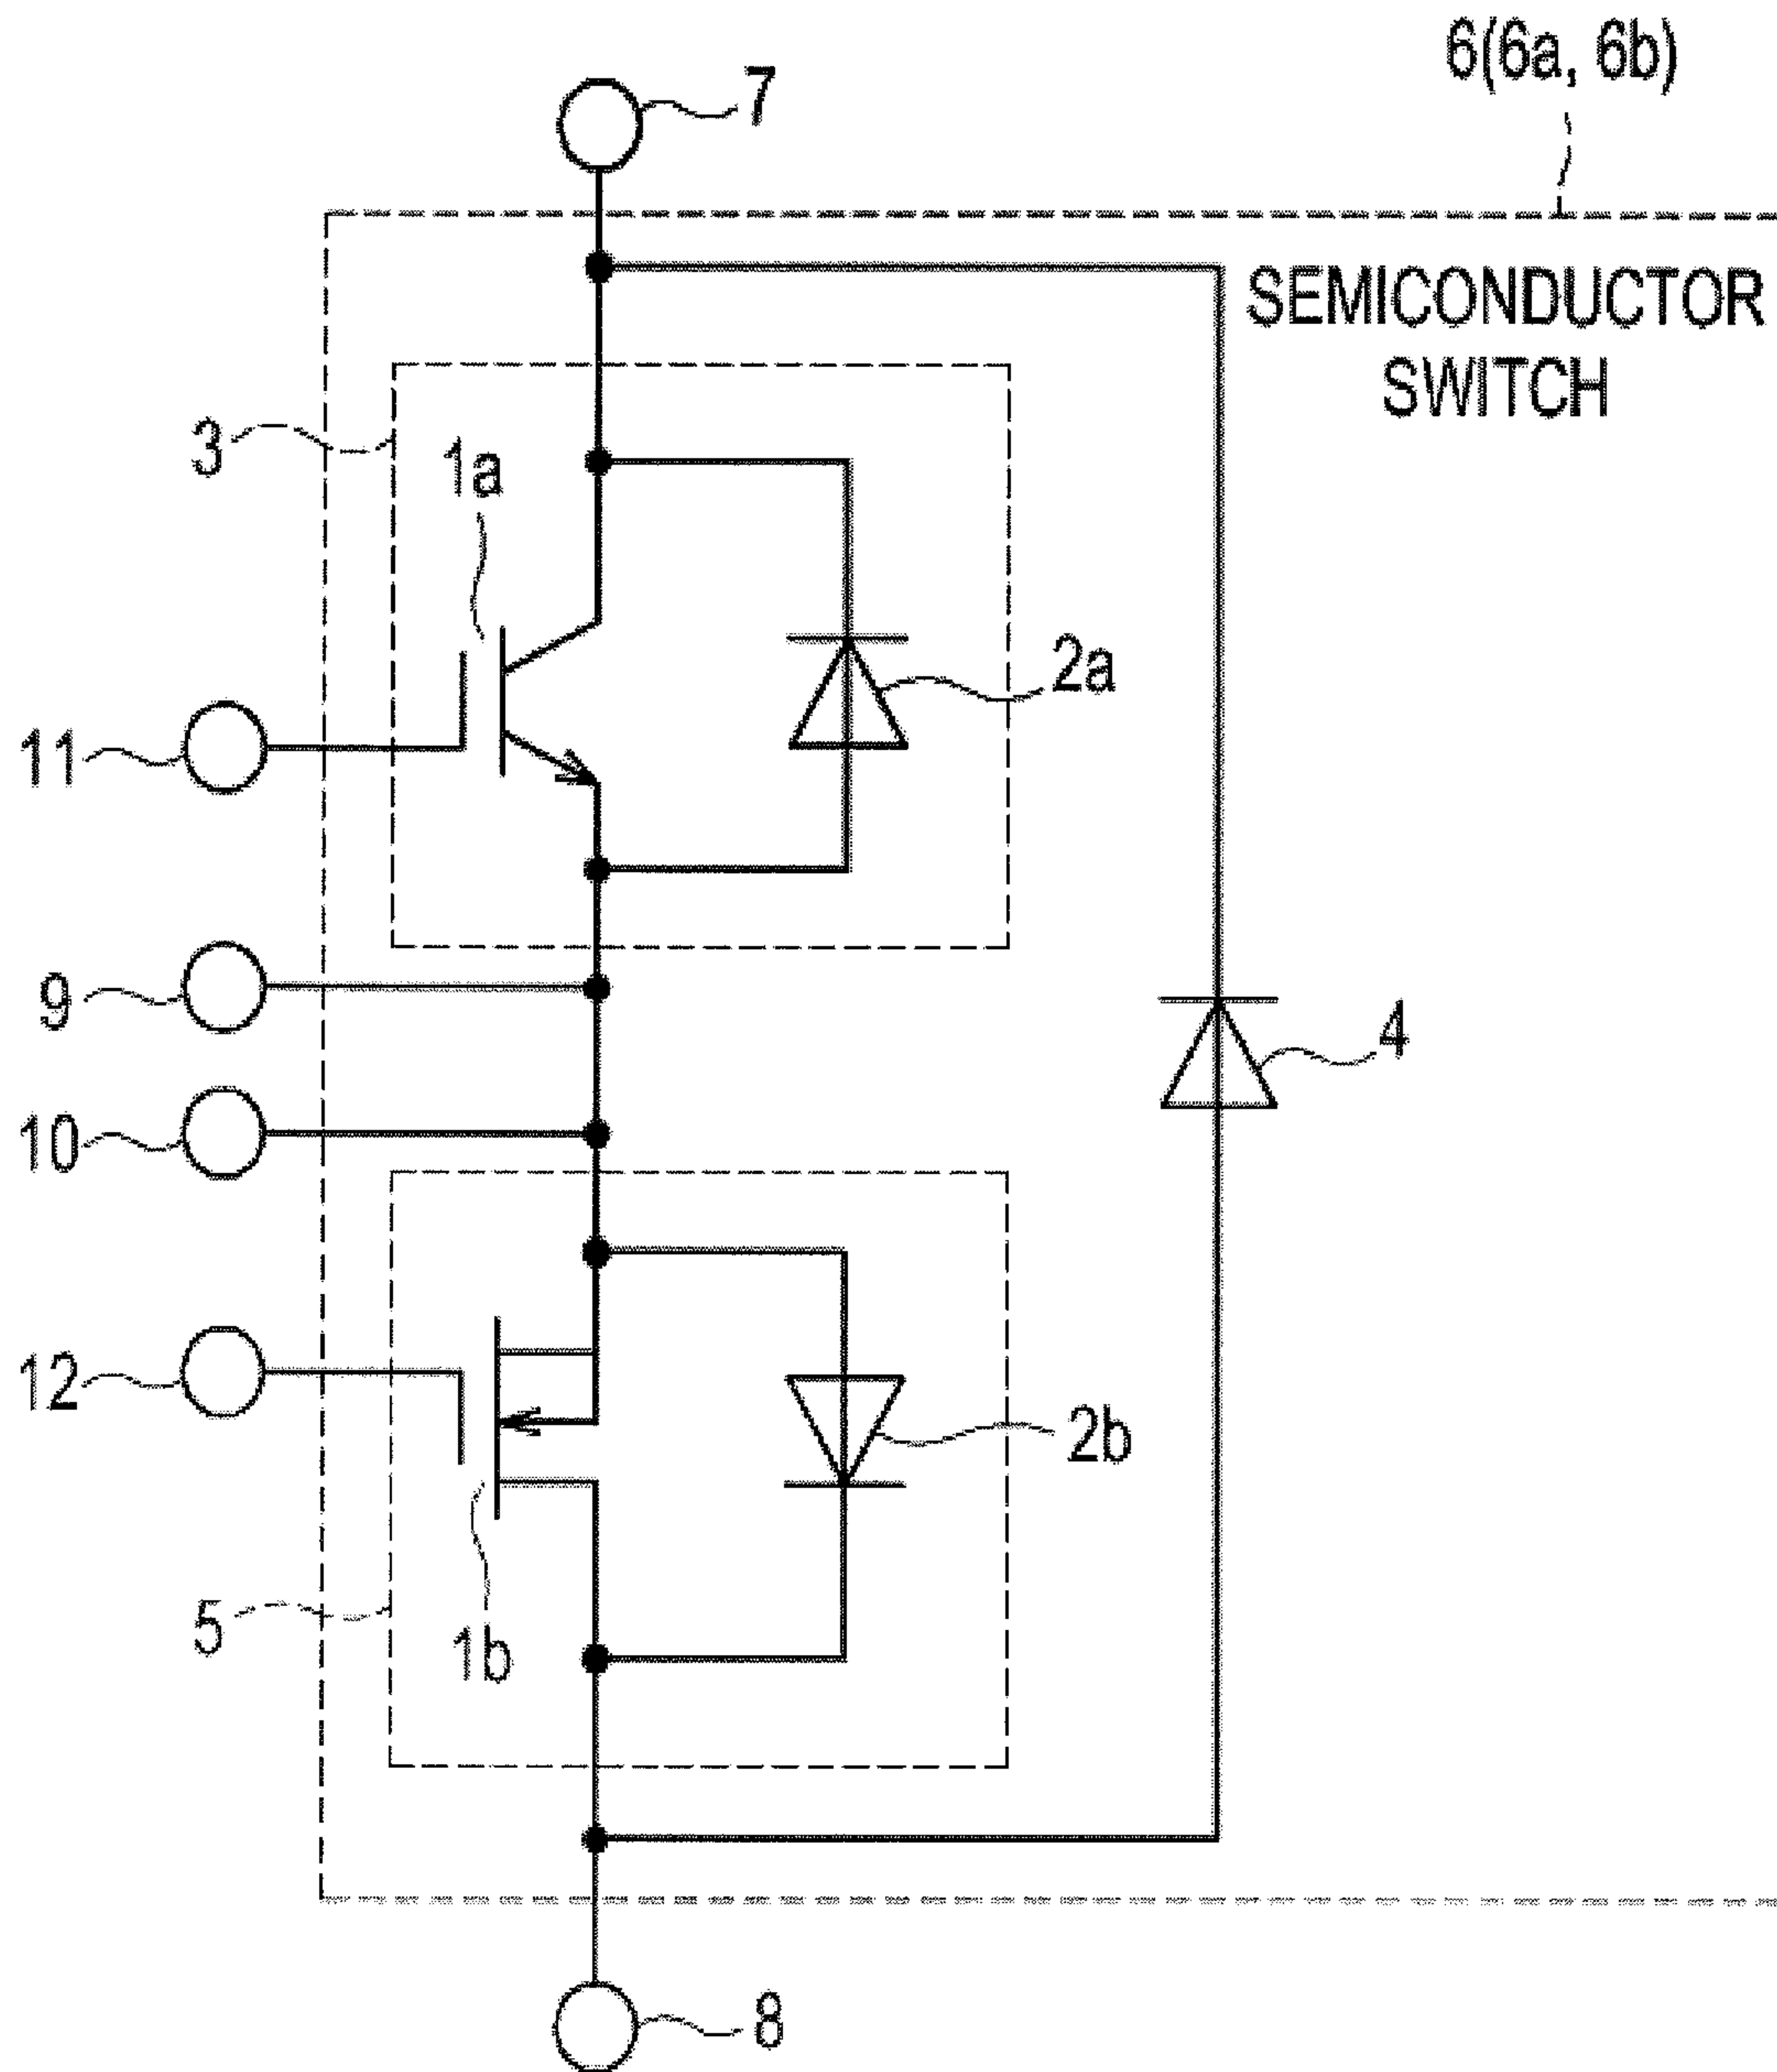 6(6a, 6b)
7
SEMICONDUCTOR
SWITCH
3
1a
2a
11
9
4
10
12
2b
5
1b
8